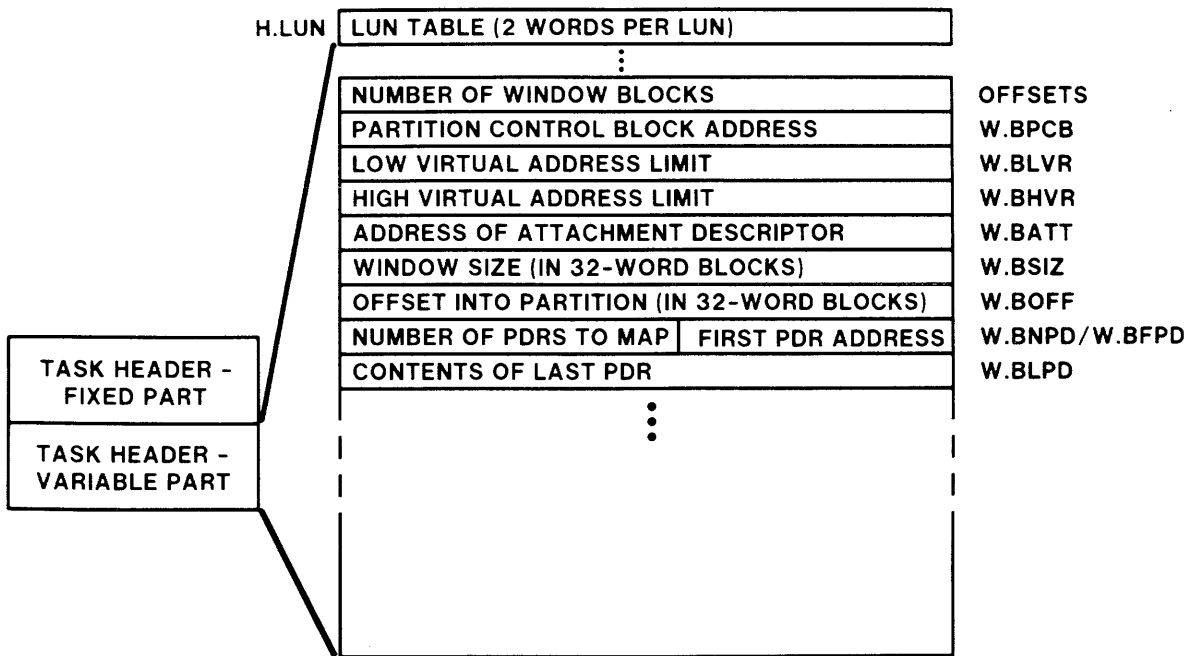 H.LUN LUN TABLE (2 WORDS PER LUN)
NUMBER OF WINDOW BLOCKS OFFSETS
PARTITION CONTROL BLOCK ADDRESS W.BPCB
LOW VIRTUAL ADDRESS LIMIT W.BLVR
HIGH VIRTUAL ADDRESS LIMIT W.BHVR
ADDRESS OF ATTACHMENT DESCRIPTOR W.BATT
WINDOW SIZE (IN 32-WORD BLOCKS) W.BSIZ
OFFSET INTO PARTITION (IN 32-WORD BLOCKS) W.BOFF
NUMBER OF PDRS TO MAP FIRST PDR ADDRESS W.BNPD/W.BFPD
CONTENTS OF LAST PDR W.BLPD
TASK HEADER -
FIXED PART
TASK HEADER -
VARIABLE PART